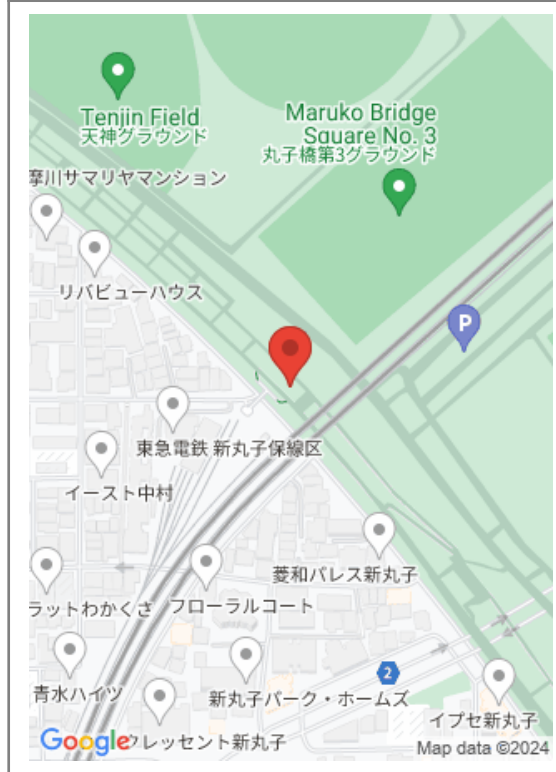 Tenjin Field
天神グラウンド
Maruko Bridge
Square No. 3
丸子橋第3グラウンド
摩川サマリヤマンション
リバビューハウス
P
東急電鉄 新丸子保線区
イースト中村
菱和パレス新丸子
ラットわかくさ
フローラルコート
2
青水ハイツ
新丸子パーク・ホームズ
イプセ新丸子
Google
クレッセント新丸子
Map data ©2024